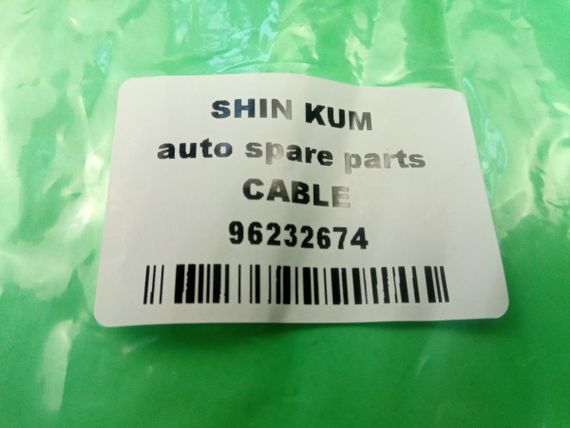 SHIN KUM
auto spare parts
CABLE
96232674